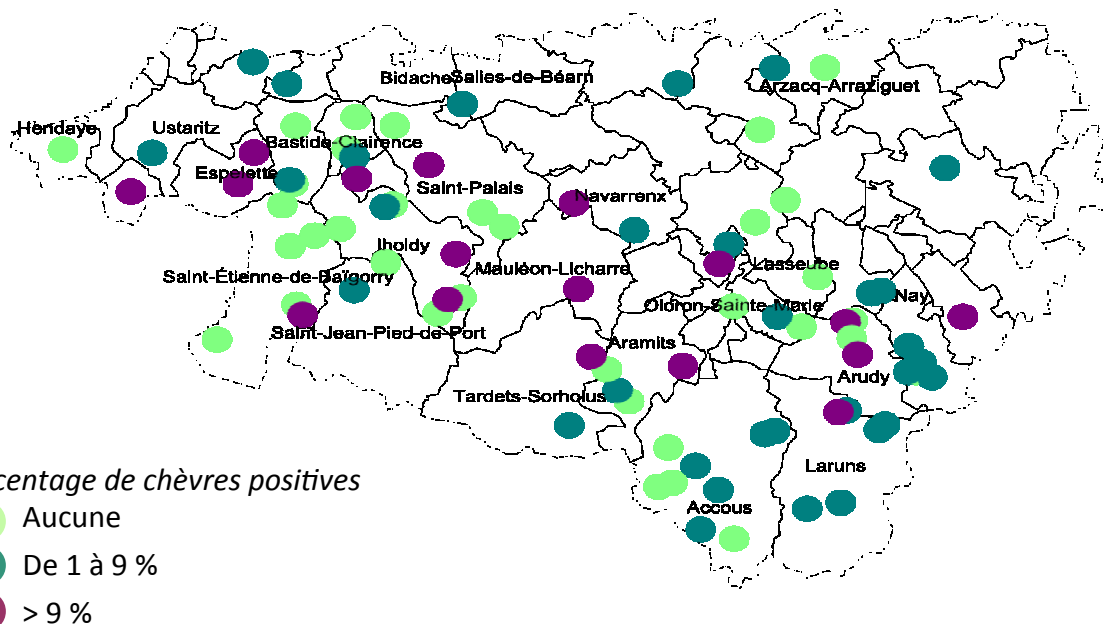 Bidache
Salies-de-Béarn
Arzacq-Arraziguet
Hendaye
Ustaritz
Bastide-Clairence
Espelette
Saint-Palais
Navarrenx
Iholdy
Mauléon-Licharre
Lasseube
Saint-Étienne-de-Baïgorry
Oloron-Sainte-Marie
Nay
Saint-Jean-Pied-de-Port
Aramits
Arudy
Tardets-Sorholus
Laruns
centage de chèvres positives
Accous
Aucune
De 1 à 9 %
> 9 %